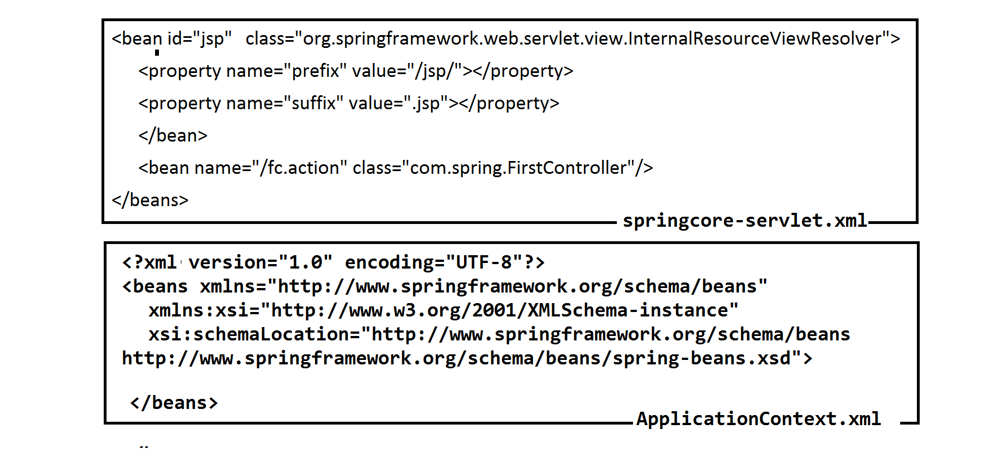 <bean id="jsp" class="org.springframework.web.servlet.view.InternalResourceViewResolver">
<property name="prefix" value="/jsp/"></property>
<property name="suffix" value=".jsp"></property>
</bean>
<bean name="/fc.action" class="com.spring.FirstController"/>
</beans>
springcore-servlet.xml
<?xml version="1.0" encoding="UTF-8"?>
<beans xmlns="http://www.springframework.org/schema/beans"
xmlns:xsi="http://www.w3.org/2001/XMLSchema-instance"
xsi:schemaLocation="http://www.springframework.org/schema/beans
http://www.springframework.org/schema/beans/spring-beans.xsd">
</beans>
ApplicationContext.xml